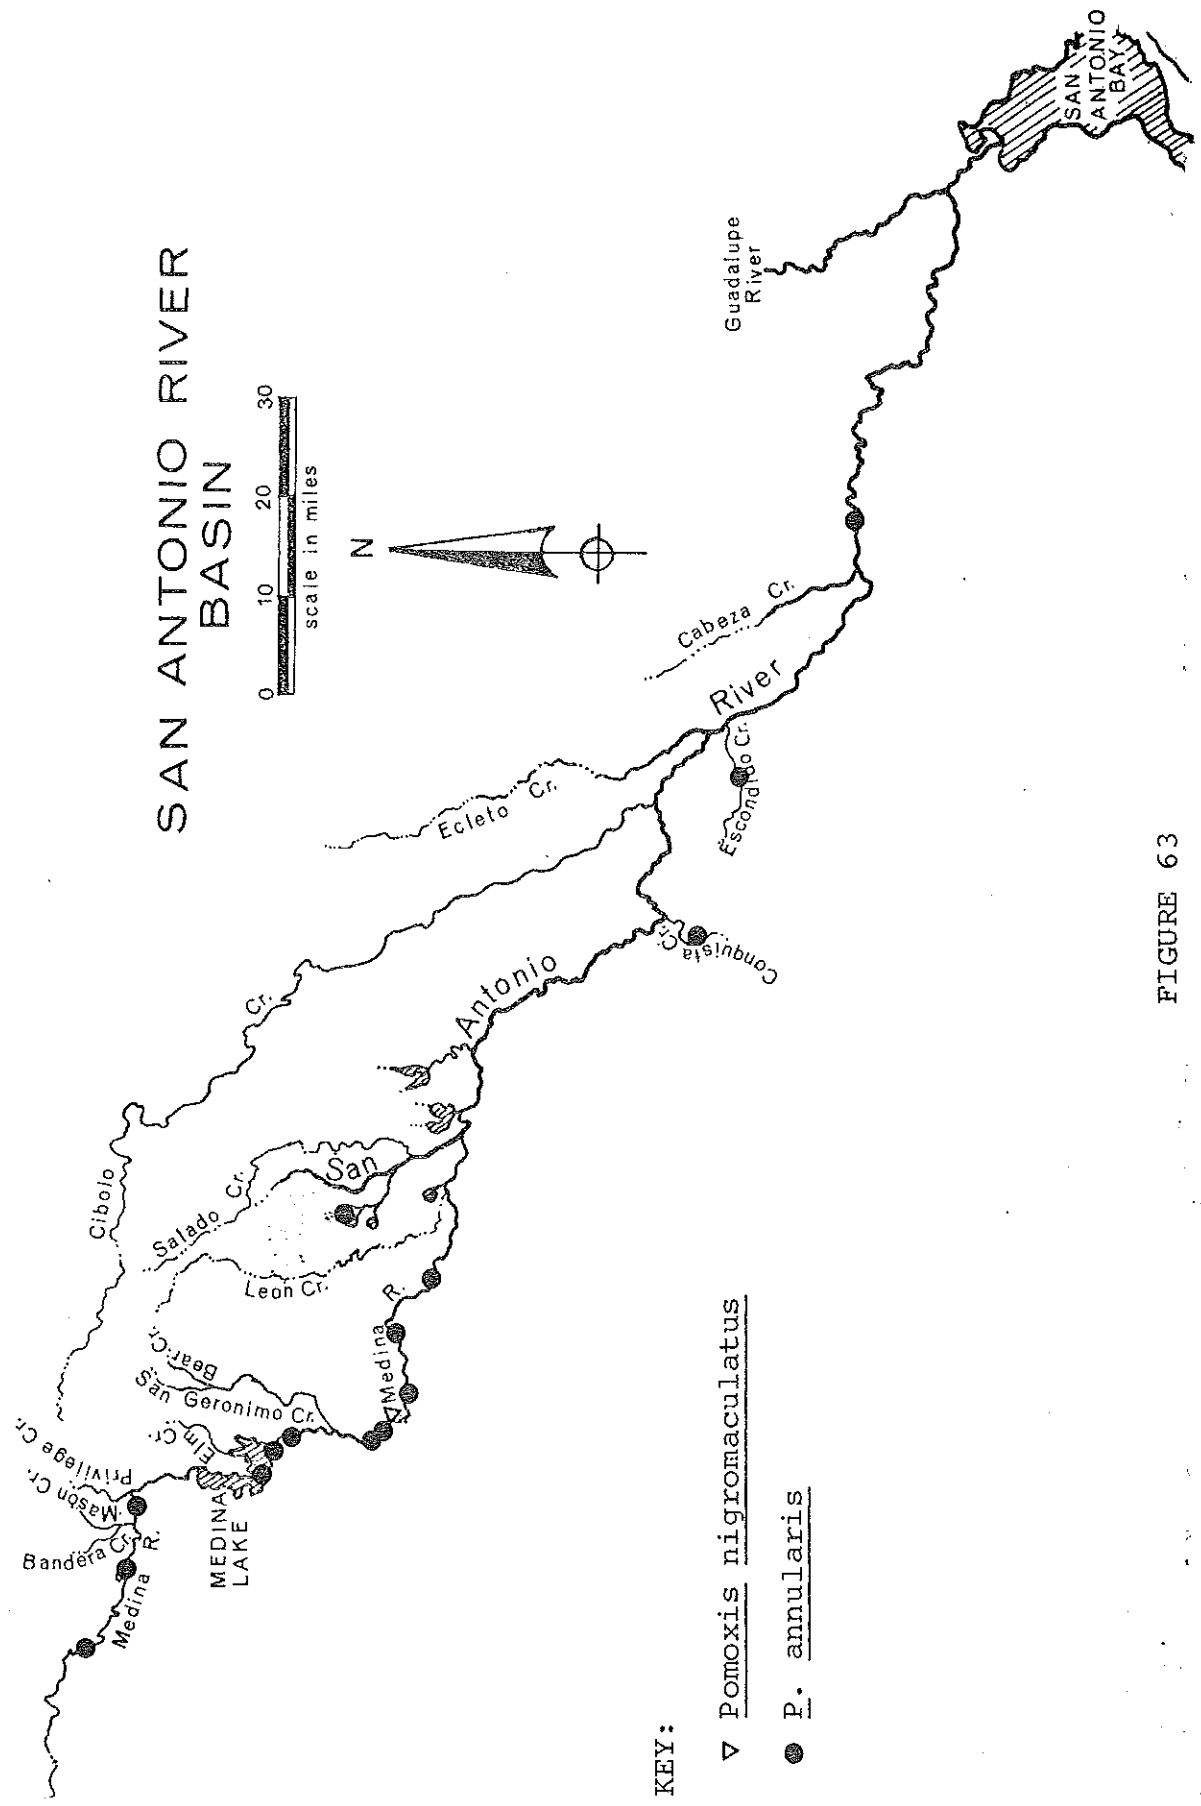 SAN ANTONIO RIVER
BASIN
0 10 20 30
scale in miles
N
Privilege Cr.
Mason Cr.
Bandera Cr.
Medina R.
MEDINA
LAKE
Elm Cr.
San Geronimo Cr.
Bear Cr.
Leon Cr.
Salado Cr.
Cibolo Cr.
Medina R.
San Antonio River
Ecleto Cr.
Conquista Cr.
Escondido Cr.
Cabeza Cr.
Guadalupe
River
SAN
ANTONIO
BAY
KEY:
▽ Pomoxis nigromaculatus
● P. annularis
FIGURE 63